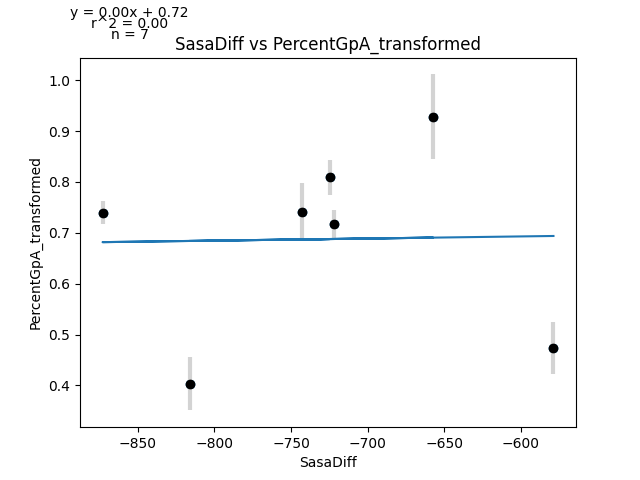 y = 0.00x + 0.72
r^2 = 0.00
n = 7
SasaDiff vs PercentGpA_transformed
PercentGpA_transformed
1.0
0.9
0.8
0.7
0.6
0.5
0.4
−850 −800 −750 −700 −650 −600
SasaDiff